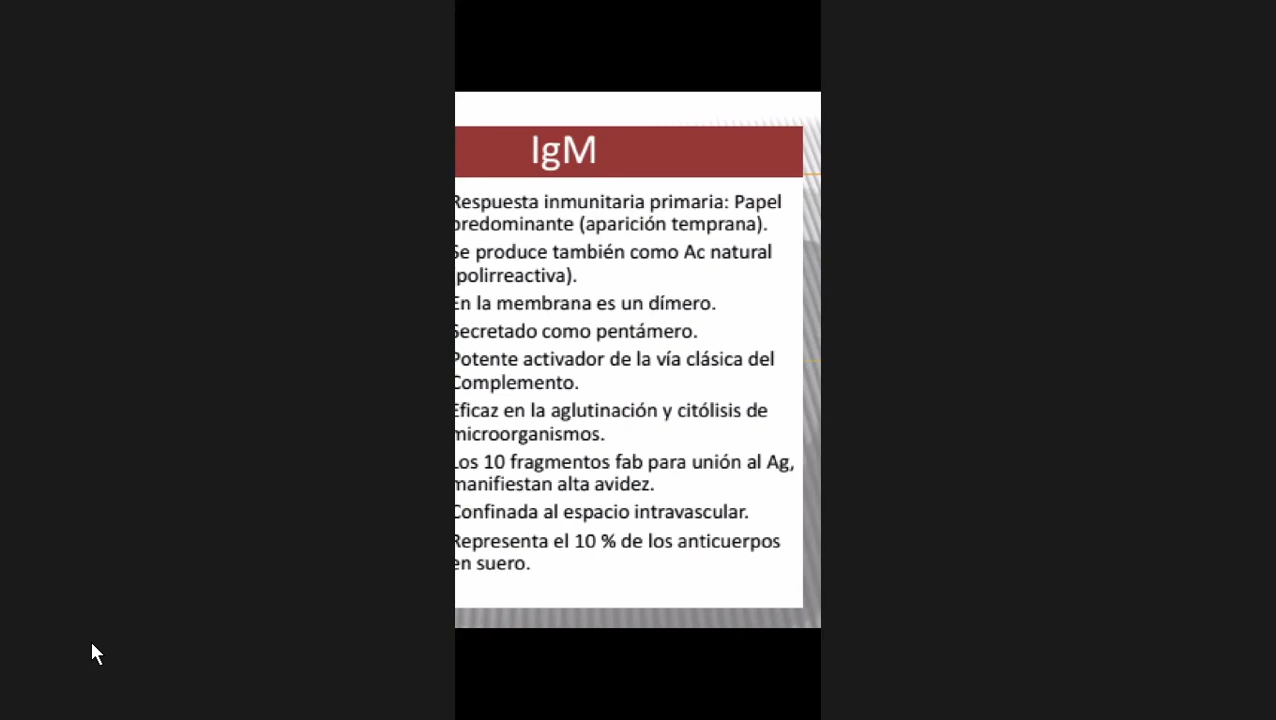 IgM
Respuesta inmunitaria primaria: Papel
predominante (aparición temprana).
Se produce también como Ac natural
(polirreactiva).
En la membrana es un dímero.
Secretado como pentámero.
Potente activador de la vía clásica del
Complemento.
Eficaz en la aglutinación y citólisis de
microorganismos.
Los 10 fragmentos fab para unión al Ag,
manifiestan alta avidez.
Confinada al espacio intravascular.
Representa el 10 % de los anticuerpos
en suero.